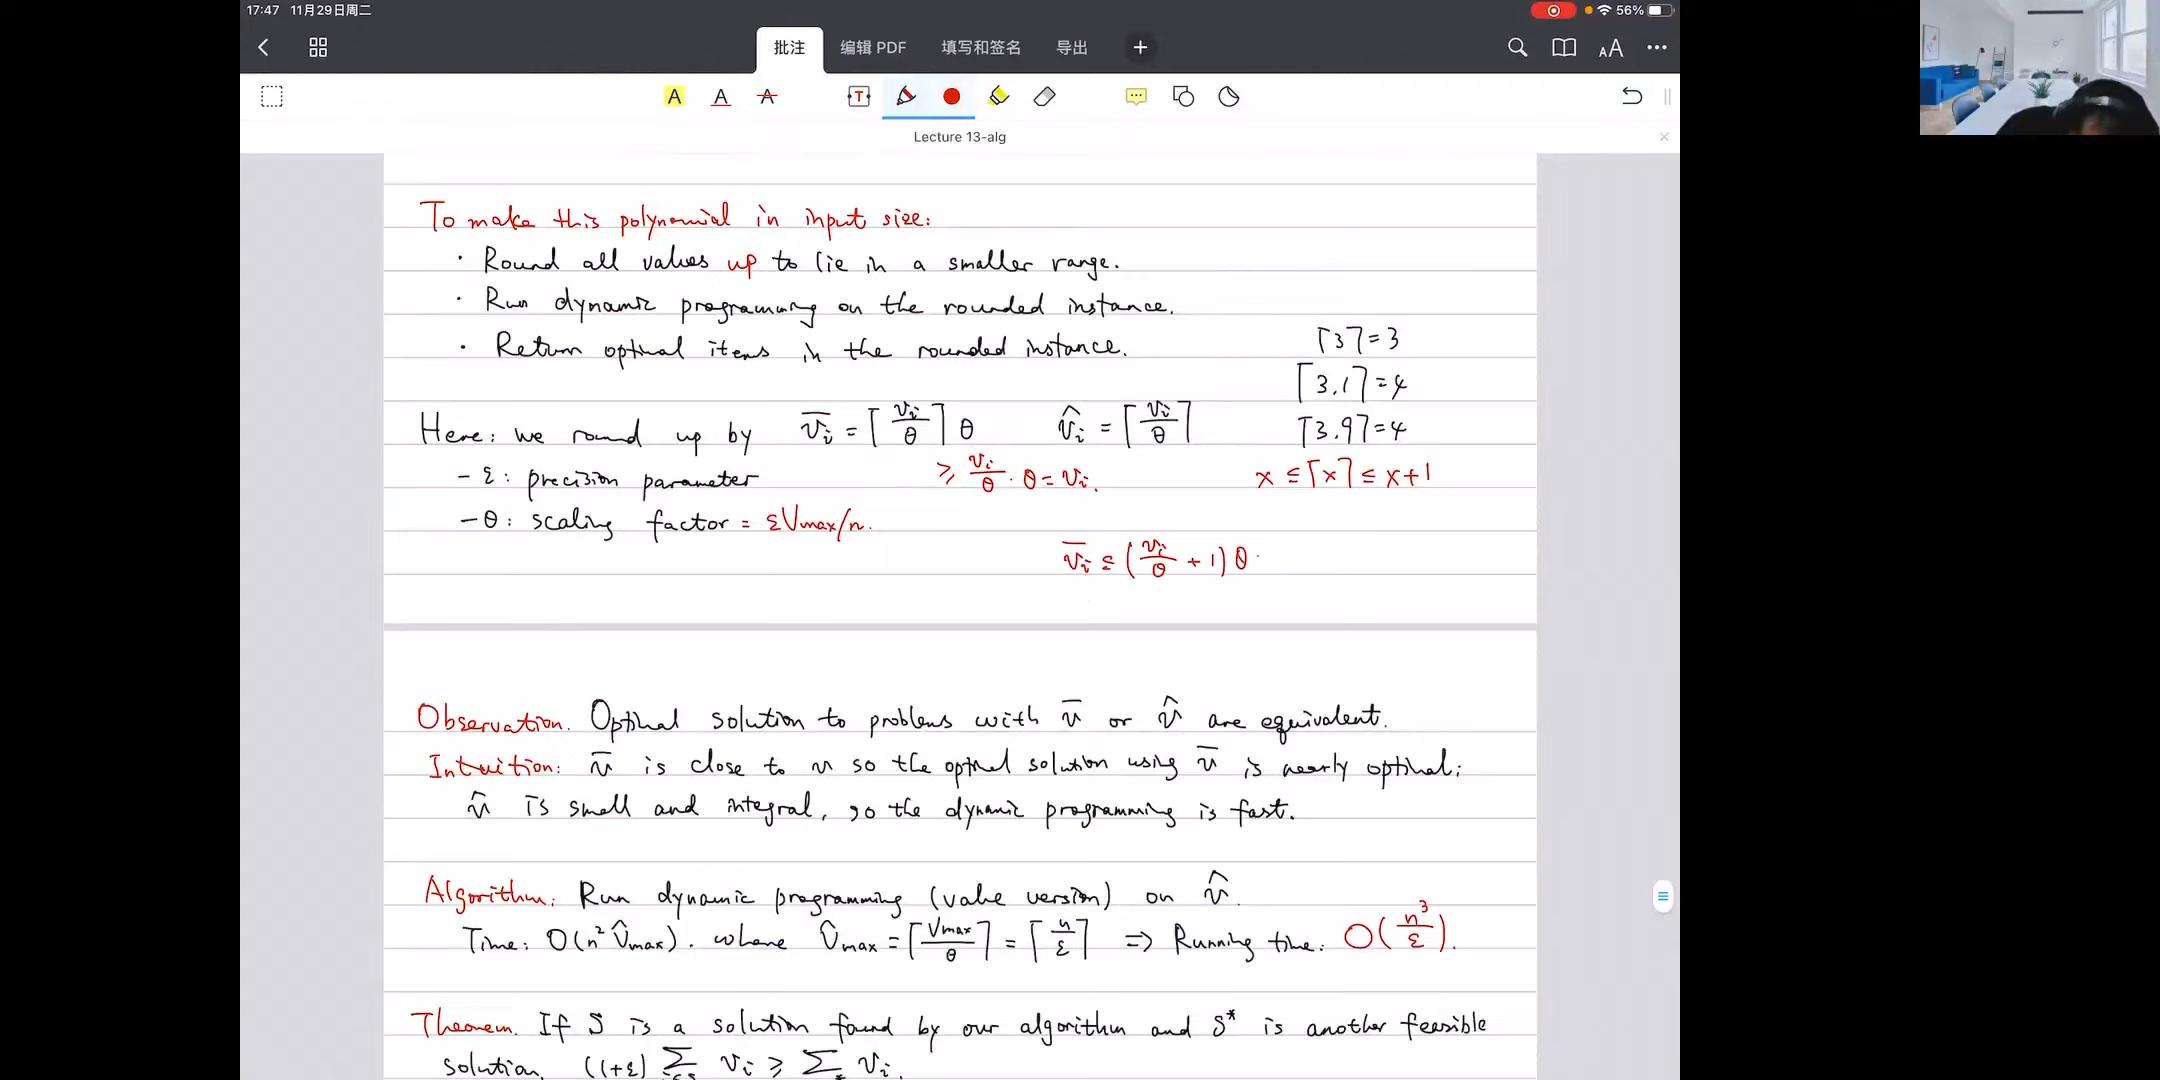 17:47 11月29日周二
56%
批注 编辑 PDF 填写和签名 导出
AA
A A A T
Lecture 13-alg
To make this polynomial in input size:
· Round all values up to lie in a smaller range.
· Run dynamic programming on the rounded instance.
· Return optimal items in the rounded instance.
⌈3⌉=3
⌈3.1⌉=4
⌈3.9⌉=4
Here: we round up by v̄ᵢ = ⌈vᵢ/θ⌉ θ v̂ᵢ = ⌈vᵢ/θ⌉
≥ vᵢ/θ · θ = vᵢ.
x ≤ ⌈x⌉ ≤ x+1
- ε: precision parameter
- θ: scaling factor = εVmax/n.
v̄ᵢ ≤ (vᵢ/θ + 1) θ
Observation. Optimal solution to problems with v̄ or v̂ are equivalent.
Intuition: v̄ is close to v so the optimal solution using v̄ is nearly optimal;
v̂ is small and integral, so the dynamic programming is fast.
Algorithm: Run dynamic programming (value version) on v̂.
Time: O(n² V̂max). where V̂max = ⌈Vmax/θ⌉ = ⌈n/ε⌉ ⇒ Running time: O(n³/ε).
Theorem. If S is a solution found by our algorithm and S* is another feasible
solution, (1+ε) ∑ vᵢ ≥ ∑ vᵢ.